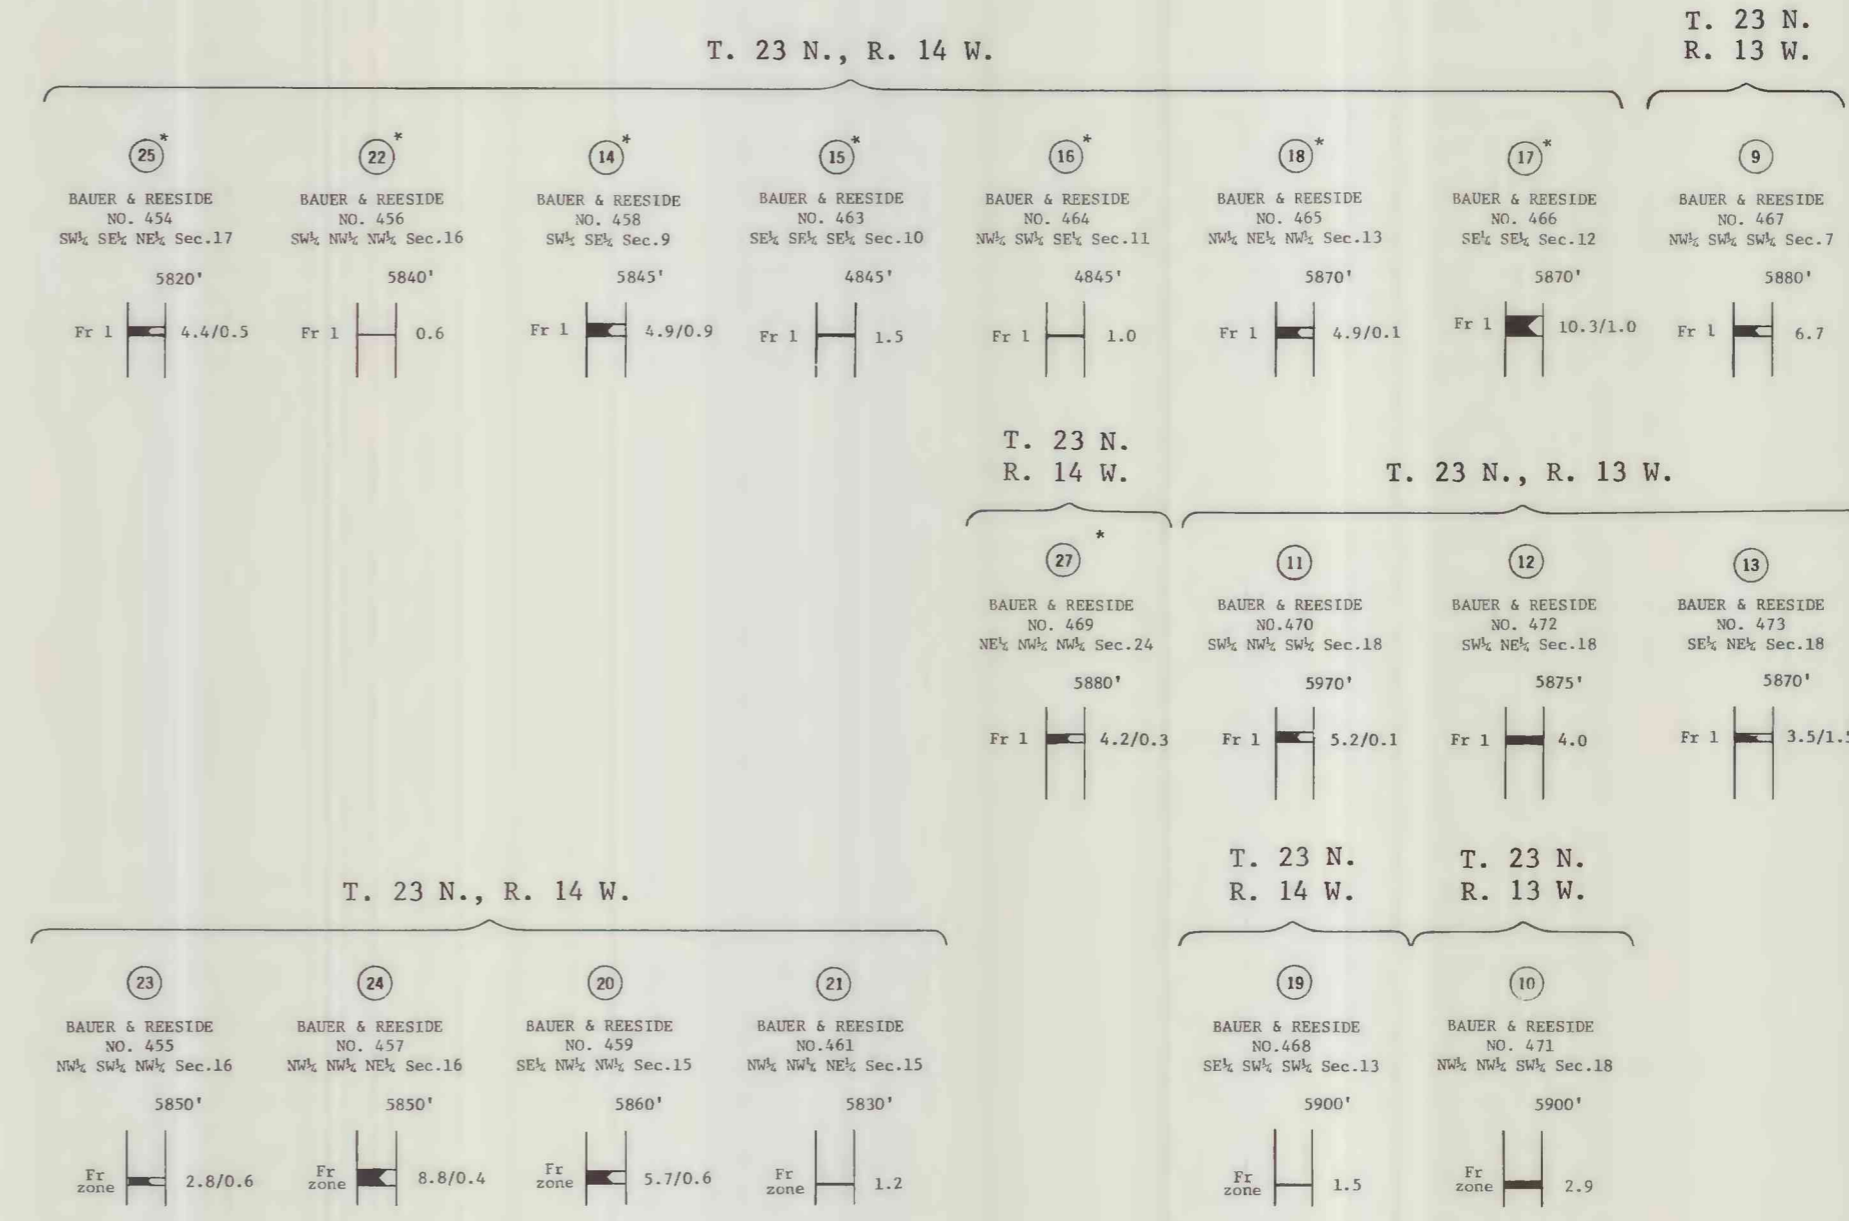 T. 23 N., R. 14 W.
T. 23 N.
R. 13 W.
25*
BAUER & REESIDE
NO. 454
SW¼ SE¼ NE¼ Sec.17
5820'
Fr 1 4.4/0.5
22*
BAUER & REESIDE
NO. 456
SW¼ NW¼ NW¼ Sec.16
5840'
Fr 1 0.6
14*
BAUER & REESIDE
NO. 458
SW¼ SE¼ Sec.9
5845'
Fr 1 4.9/0.9
15*
BAUER & REESIDE
NO. 463
SE¼ SE¼ SE¼ Sec.10
4845'
Fr 1 1.5
16*
BAUER & REESIDE
NO. 464
NW¼ SW¼ SE¼ Sec.11
4845'
Fr 1 1.0
18*
BAUER & REESIDE
NO. 465
NW¼ NE¼ NW¼ Sec.13
5870'
Fr 1 4.9/0.1
17*
BAUER & REESIDE
NO. 466
SE¼ SE¼ Sec.12
5870'
Fr 1 10.3/1.0
9
BAUER & REESIDE
NO. 467
NW¼ SW¼ SW¼ Sec.7
5880'
Fr 1 6.7
T. 23 N.
R. 14 W.
T. 23 N., R. 13 W.
27*
BAUER & REESIDE
NO. 469
NE¼ NW¼ NW¼ Sec.24
5880'
Fr 1 4.2/0.3
11
BAUER & REESIDE
NO.470
SW¼ NW¼ SW¼ Sec.18
5970'
Fr 1 5.2/0.1
12
BAUER & REESIDE
NO. 472
SW¼ NE¼ Sec.18
5875'
Fr 1 4.0
13
BAUER & REESIDE
NO. 473
SE¼ NE¼ Sec.18
5870'
Fr 1 3.5/1.5
T. 23 N., R. 14 W.
T. 23 N.
R. 14 W.
T. 23 N.
R. 13 W.
23
BAUER & REESIDE
NO. 455
NW¼ SW¼ NW¼ Sec.16
5850'
Fr
zone 2.8/0.6
24
BAUER & REESIDE
NO. 457
NW¼ NW¼ NE¼ Sec.16
5850'
Fr
zone 8.8/0.4
20
BAUER & REESIDE
NO. 459
SE¼ NW¼ NW¼ Sec.15
5860'
Fr
zone 5.7/0.6
21
BAUER & REESIDE
NO.461
NW¼ NW¼ NE¼ Sec.15
5830'
Fr
zone 1.2
19
BAUER & REESIDE
NO.468
SE¼ SW¼ SW¼ Sec.13
5900'
Fr
zone 1.5
10
BAUER & REESIDE
NO. 471
NW¼ NW¼ SW¼ Sec.18
5900'
Fr
zone 2.9